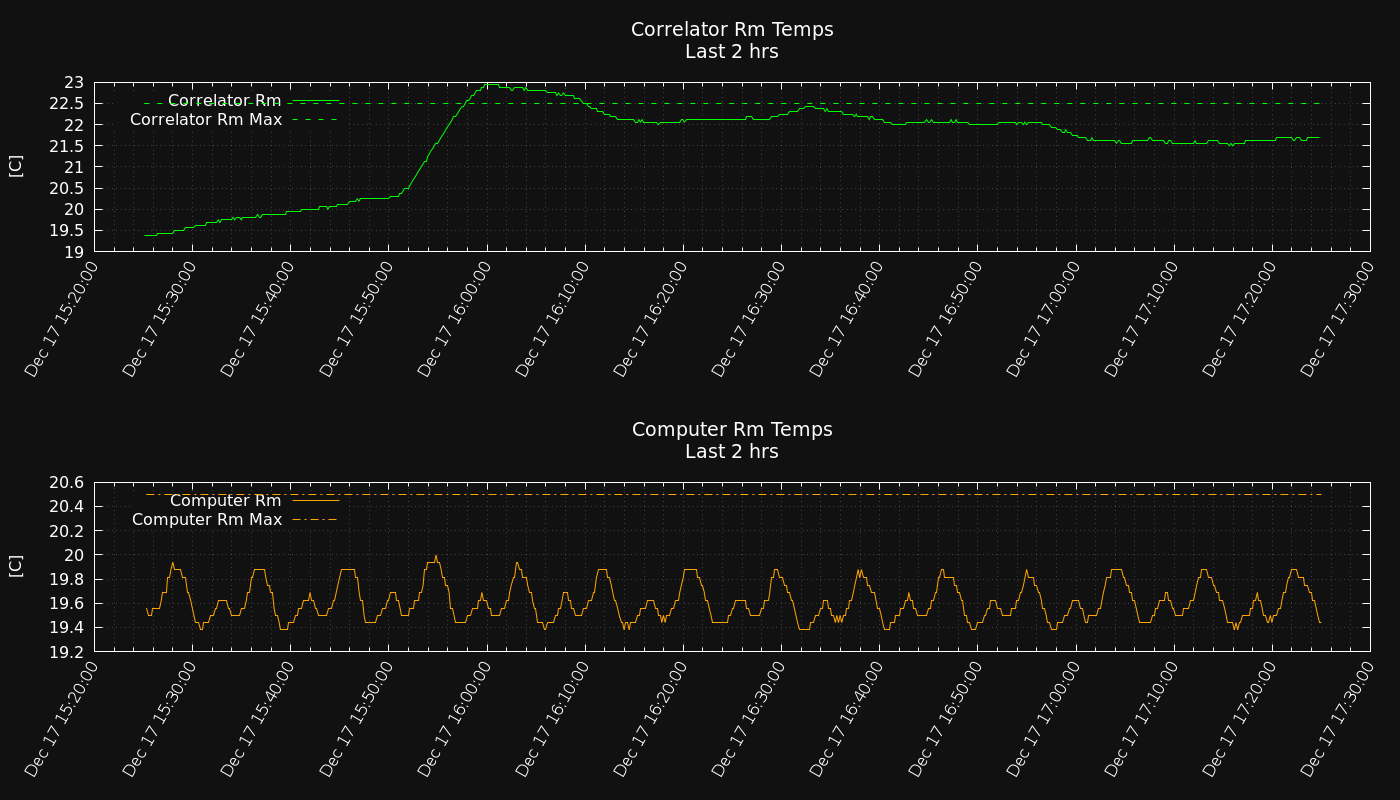 Correlator Rm Temps
Last 2 hrs
23
22.5
22
21.5
21
20.5
20
19.5
19
[C]
Correlator Rm
Correlator Rm Max
Dec 17 15:20:00
Dec 17 15:30:00
Dec 17 15:40:00
Dec 17 15:50:00
Dec 17 16:00:00
Dec 17 16:10:00
Dec 17 16:20:00
Dec 17 16:30:00
Dec 17 16:40:00
Dec 17 16:50:00
Dec 17 17:00:00
Dec 17 17:10:00
Dec 17 17:20:00
Dec 17 17:30:00
Computer Rm Temps
Last 2 hrs
20.6
20.4
20.2
20
19.8
19.6
19.4
19.2
[C]
Computer Rm
Computer Rm Max
Dec 17 15:20:00
Dec 17 15:30:00
Dec 17 15:40:00
Dec 17 15:50:00
Dec 17 16:00:00
Dec 17 16:10:00
Dec 17 16:20:00
Dec 17 16:30:00
Dec 17 16:40:00
Dec 17 16:50:00
Dec 17 17:00:00
Dec 17 17:10:00
Dec 17 17:20:00
Dec 17 17:30:00